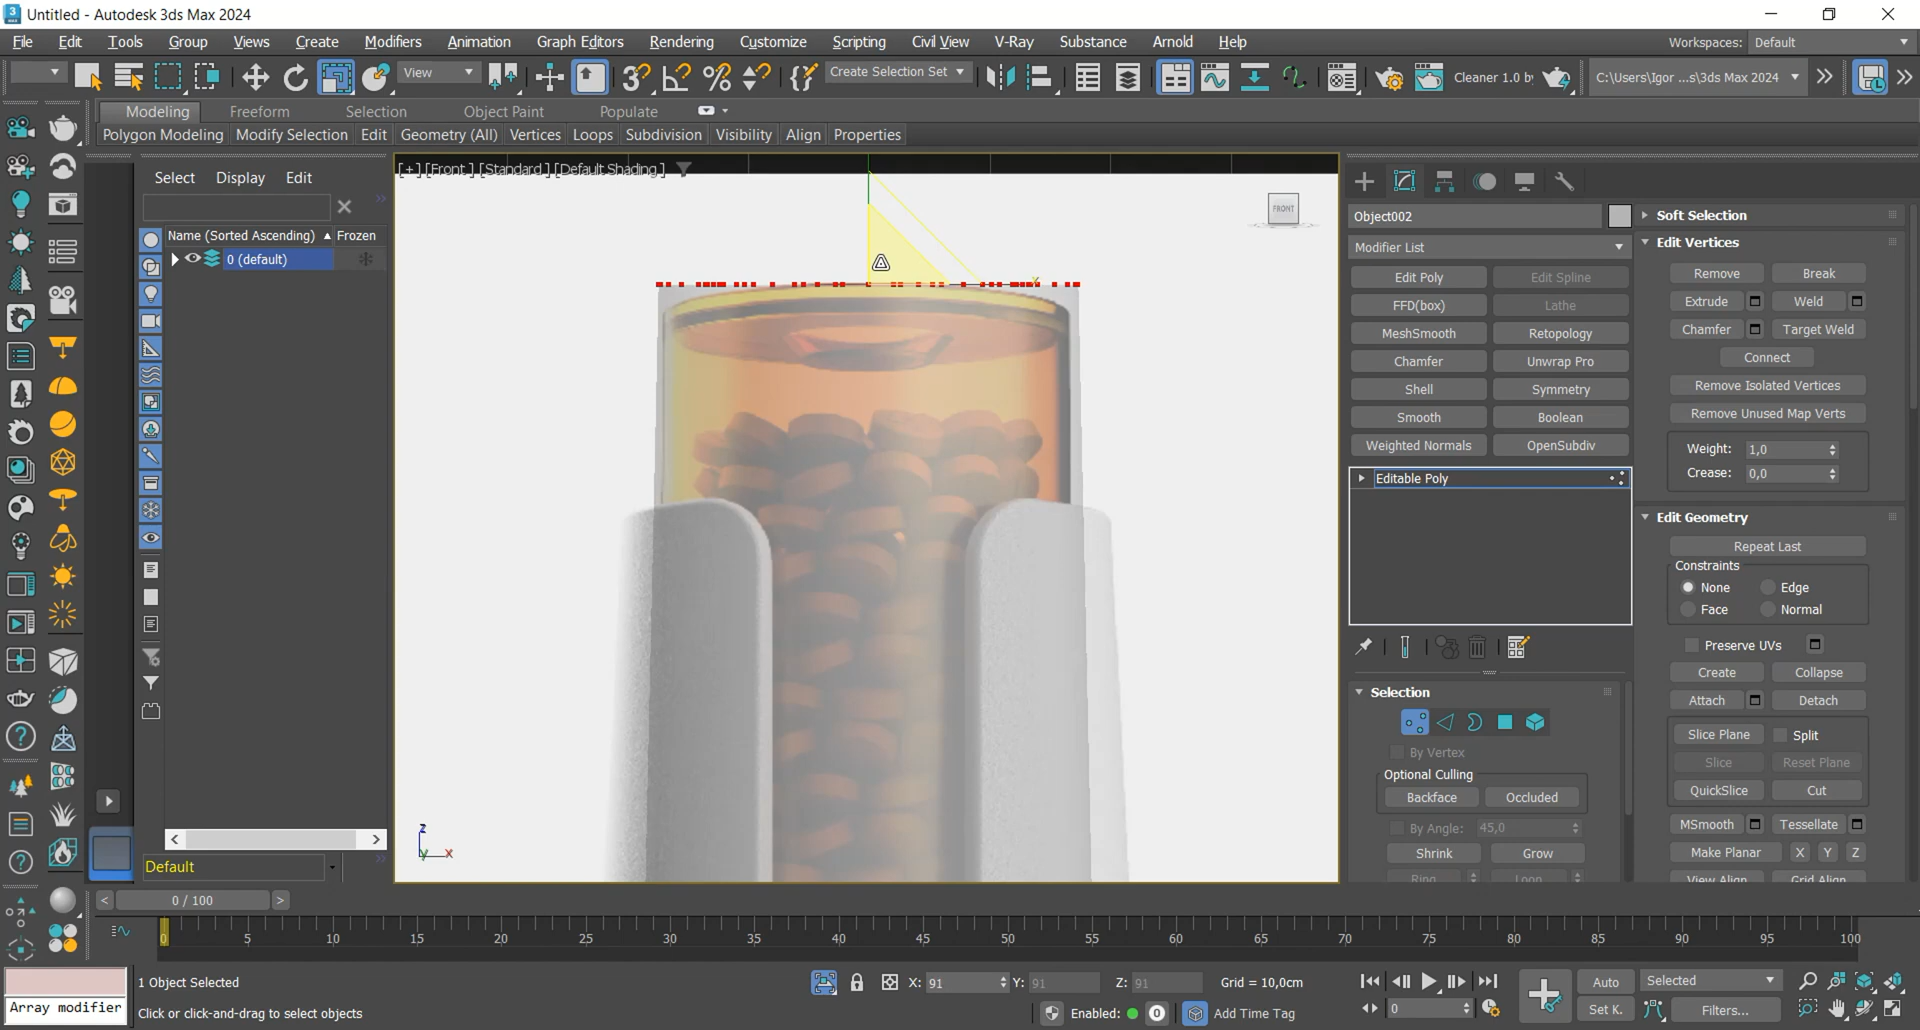 Untitled - Autodesk 3ds Max 2024
File Edit Tools Group Views Create Modifiers Animation Graph Editors Rendering Customize Scripting Civil View V-Ray Substance Arnold Help Workspaces: Default
View Create Selection Set Cleaner 1.0 by C:\Users\Igor ...s\3ds Max 2024
Modeling Freeform Selection Object Paint Populate
Polygon Modeling Modify Selection Edit Geometry (All) Vertices Loops Subdivision Visibility Align Properties
Select Display Edit
Name (Sorted Ascending) Frozen
0 (default)
Default
[+] [Front ] [Standard ] [Default Shading ]
FRONT
z
y x
Object002
Modifier List
Edit Poly Edit Spline
FFD(box) Lathe
MeshSmooth Retopology
Chamfer Unwrap Pro
Shell Symmetry
Smooth Boolean
Weighted Normals OpenSubdiv
Editable Poly
Selection
By Vertex
Optional Culling
Backface Occluded
By Angle: 45,0
Shrink Grow
Ring Loop
Soft Selection
Edit Vertices
Remove Break
Extrude Weld
Chamfer Target Weld
Connect
Remove Isolated Vertices
Remove Unused Map Verts
Weight: 1,0
Crease: 0,0
Edit Geometry
Repeat Last
Constraints
None Edge
Face Normal
Preserve UVs
Create Collapse
Attach Detach
Slice Plane Split
Slice Reset Plane
QuickSlice Cut
MSmooth Tessellate
Make Planar X Y Z
View Align Grid Align
0 / 100
0 5 10 15 20 25 30 35 40 45 50 55 60 65 70 75 80 85 90 95 100
1 Object Selected X: 91 Y: 91 Z: 91 Grid = 10,0cm Auto Selected
Array modifier Click or click-and-drag to select objects Enabled: 0 Add Time Tag 0 Set K. Filters...